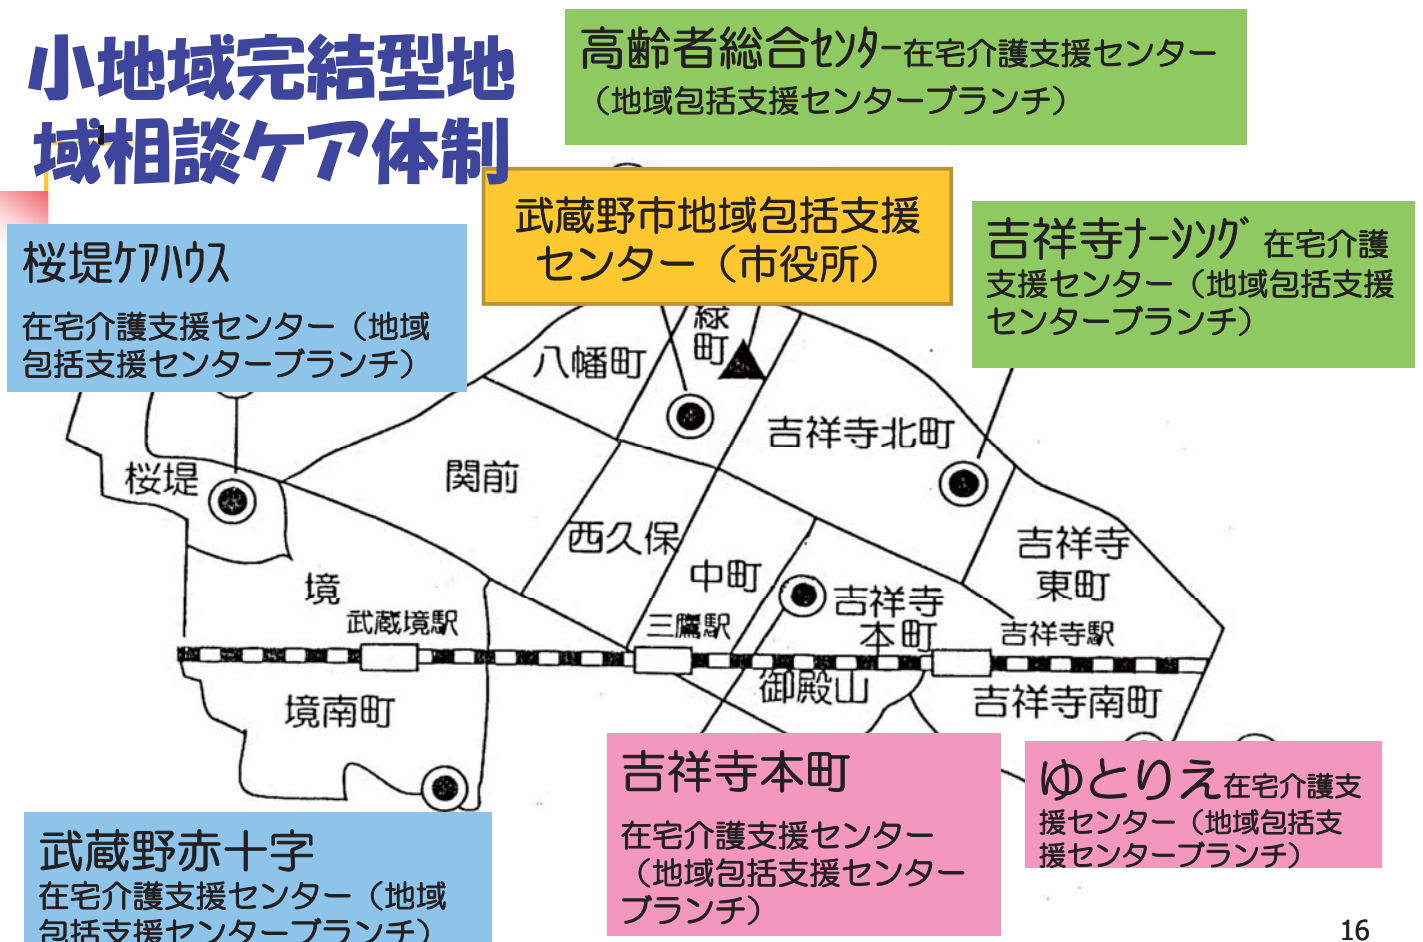 小地域完結型地
域相談ケア体制
高齢者総合ｾﾝﾀｰ在宅介護支援センター
（地域包括支援センターブランチ）
武蔵野市地域包括支援
センター（市役所）
吉祥寺ﾅｰｼﾝｸﾞ 在宅介護
支援センター（地域包括支援
センターブランチ）
桜堤ｹｱﾊｳｽ
在宅介護支援センター（地域
包括支援センターブランチ）
緑
町
八幡町
吉祥寺北町
桜堤
関前
西久保
中町
吉祥寺
東町
境
吉祥寺
本町
武蔵境駅
三鷹駅
吉祥寺駅
御殿山
境南町
吉祥寺南町
吉祥寺本町
在宅介護支援センター
（地域包括支援センター
ブランチ）
ゆとりえ在宅介護支
援センター（地域包括支
援センターブランチ）
武蔵野赤十字
在宅介護支援センター（地域
包括支援センターブランチ）
16